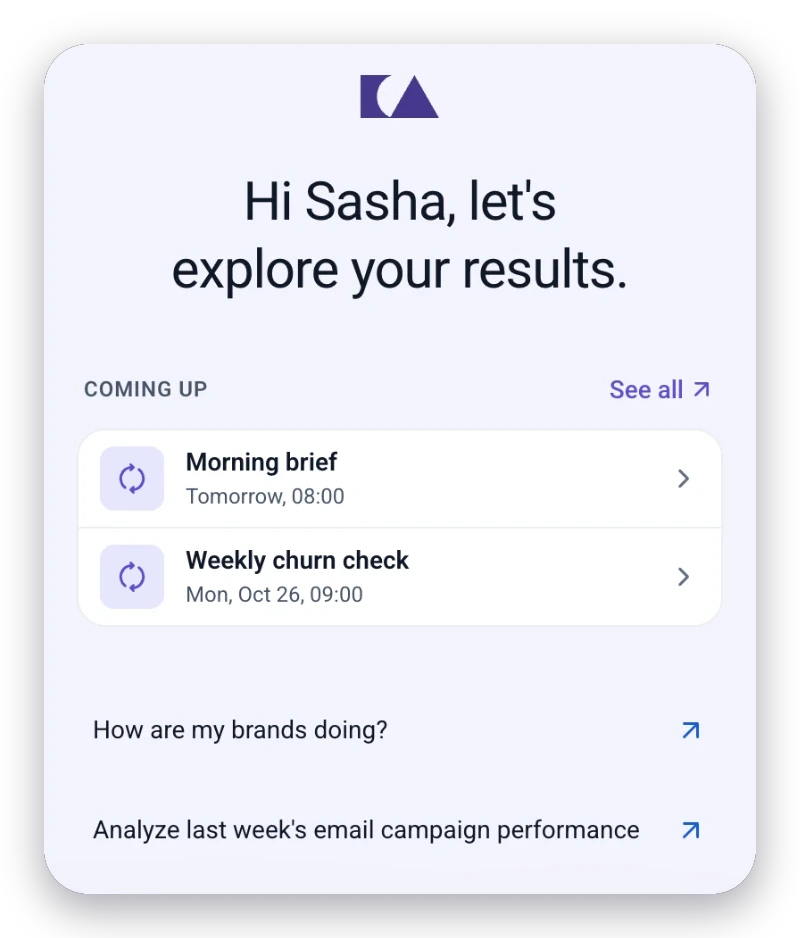 Hi Sasha, let's
explore your results.
COMING UP
See all
Morning brief
Tomorrow, 08:00
Weekly churn check
Mon, Oct 26, 09:00
How are my brands doing?
Analyze last week's email campaign performance